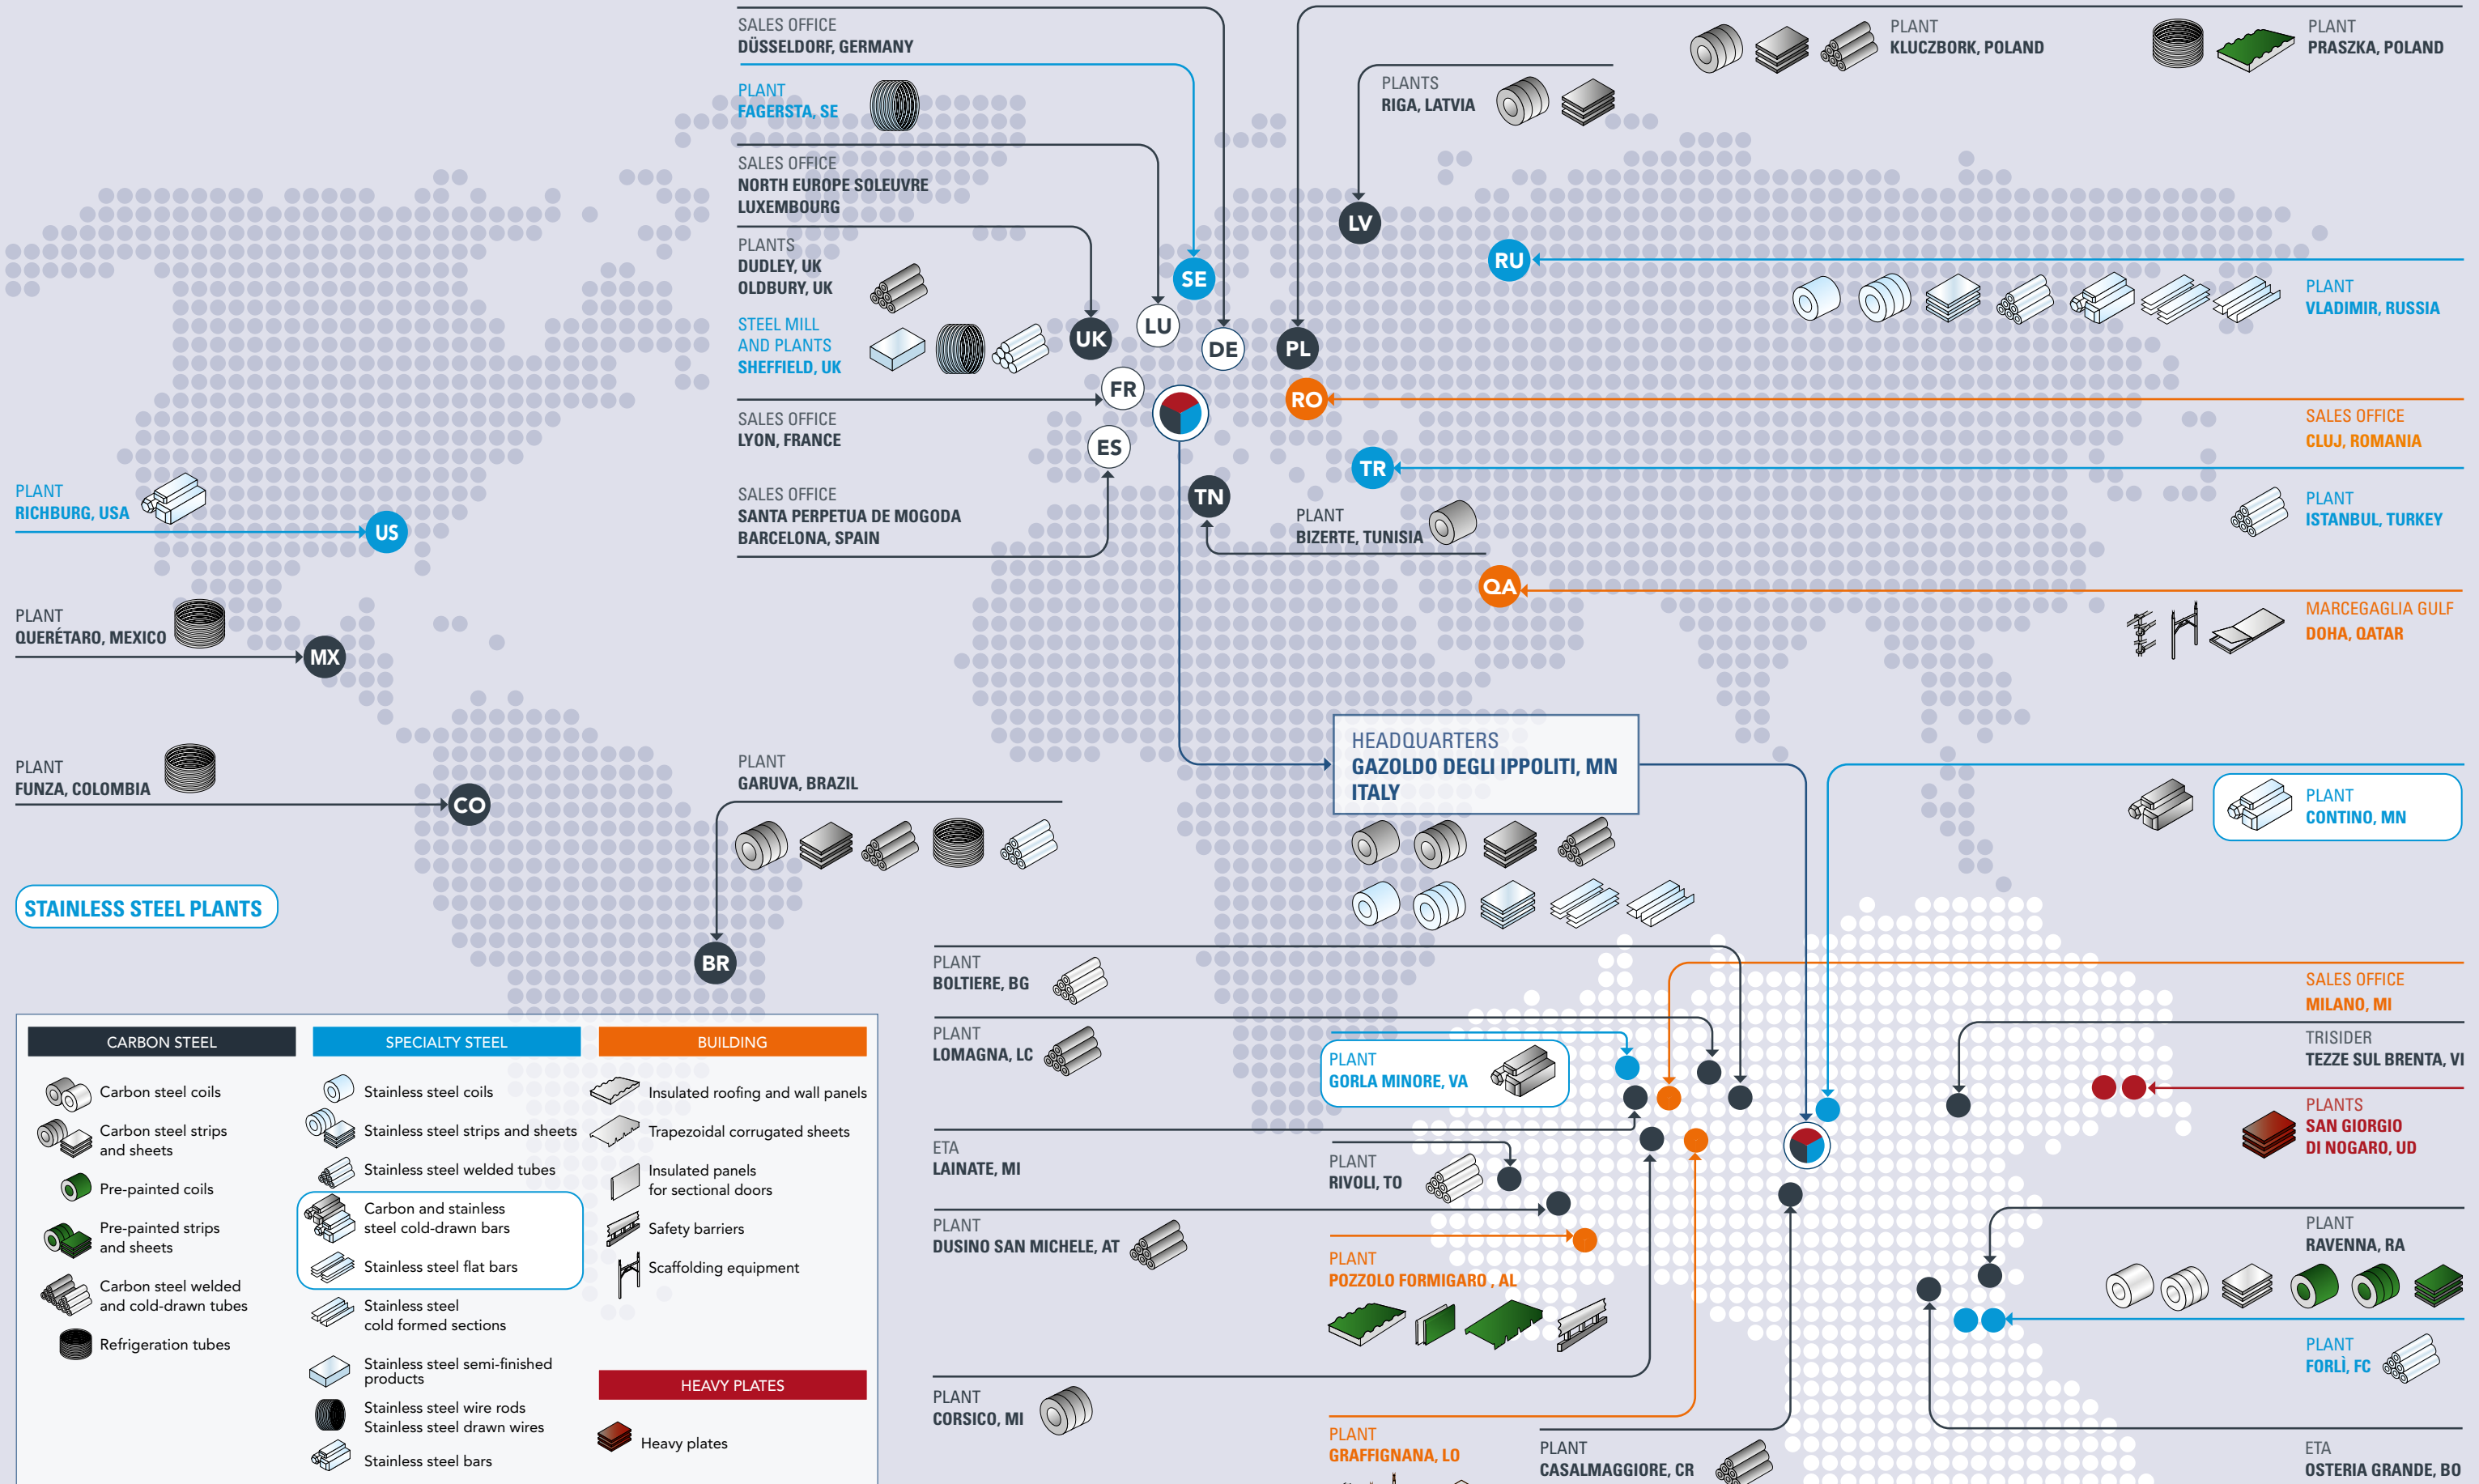 SALES OFFICE
DÜSSELDORF, GERMANY
PLANT
FAGERSTA, SE
SALES OFFICE
NORTH EUROPE SOLEUVRE
LUXEMBOURG
PLANTS
DUDLEY, UK
OLDBURY, UK
STEEL MILL
AND PLANTS
SHEFFIELD, UK
SALES OFFICE
LYON, FRANCE
SALES OFFICE
SANTA PERPETUA DE MOGODA
BARCELONA, SPAIN
PLANTS
RIGA, LATVIA
PLANT
KLUCZBORK, POLAND
PLANT
PRASZKA, POLAND
LV
RU
SE
LU
UK
DE
PL
FR
RO
ES
TR
TN
US
QA
MX
CO
BR
PLANT
VLADIMIR, RUSSIA
SALES OFFICE
CLUJ, ROMANIA
PLANT
ISTANBUL, TURKEY
PLANT
BIZERTE, TUNISIA
MARCEGAGLIA GULF
DOHA, QATAR
PLANT
RICHBURG, USA
PLANT
QUERÉTARO, MEXICO
PLANT
FUNZA, COLOMBIA
PLANT
GARUVA, BRAZIL
HEADQUARTERS
GAZOLDO DEGLI IPPOLITI, MN
ITALY
PLANT
CONTINO, MN
STAINLESS STEEL PLANTS
PLANT
BOLTIERE, BG
PLANT
LOMAGNA, LC
PLANT
GORLA MINORE, VA
ETA
LAINATE, MI
PLANT
RIVOLI, TO
PLANT
DUSINO SAN MICHELE, AT
PLANT
POZZOLO FORMIGARO , AL
PLANT
CORSICO, MI
PLANT
GRAFFIGNANA, LO
PLANT
CASALMAGGIORE, CR
SALES OFFICE
MILANO, MI
TRISIDER
TEZZE SUL BRENTA, VI
PLANTS
SAN GIORGIO
DI NOGARO, UD
PLANT
RAVENNA, RA
PLANT
FORLÌ, FC
ETA
OSTERIA GRANDE, BO
CARBON STEEL
Carbon steel coils
Carbon steel strips
and sheets
Pre-painted coils
Pre-painted strips
and sheets
Carbon steel welded
and cold-drawn tubes
Refrigeration tubes
SPECIALTY STEEL
Stainless steel coils
Stainless steel strips and sheets
Stainless steel welded tubes
Carbon and stainless
steel cold-drawn bars
Stainless steel flat bars
Stainless steel
cold formed sections
Stainless steel semi-finished
products
Stainless steel wire rods
Stainless steel drawn wires
Stainless steel bars
BUILDING
Insulated roofing and wall panels
Trapezoidal corrugated sheets
Insulated panels
for sectional doors
Safety barriers
Scaffolding equipment
HEAVY PLATES
Heavy plates